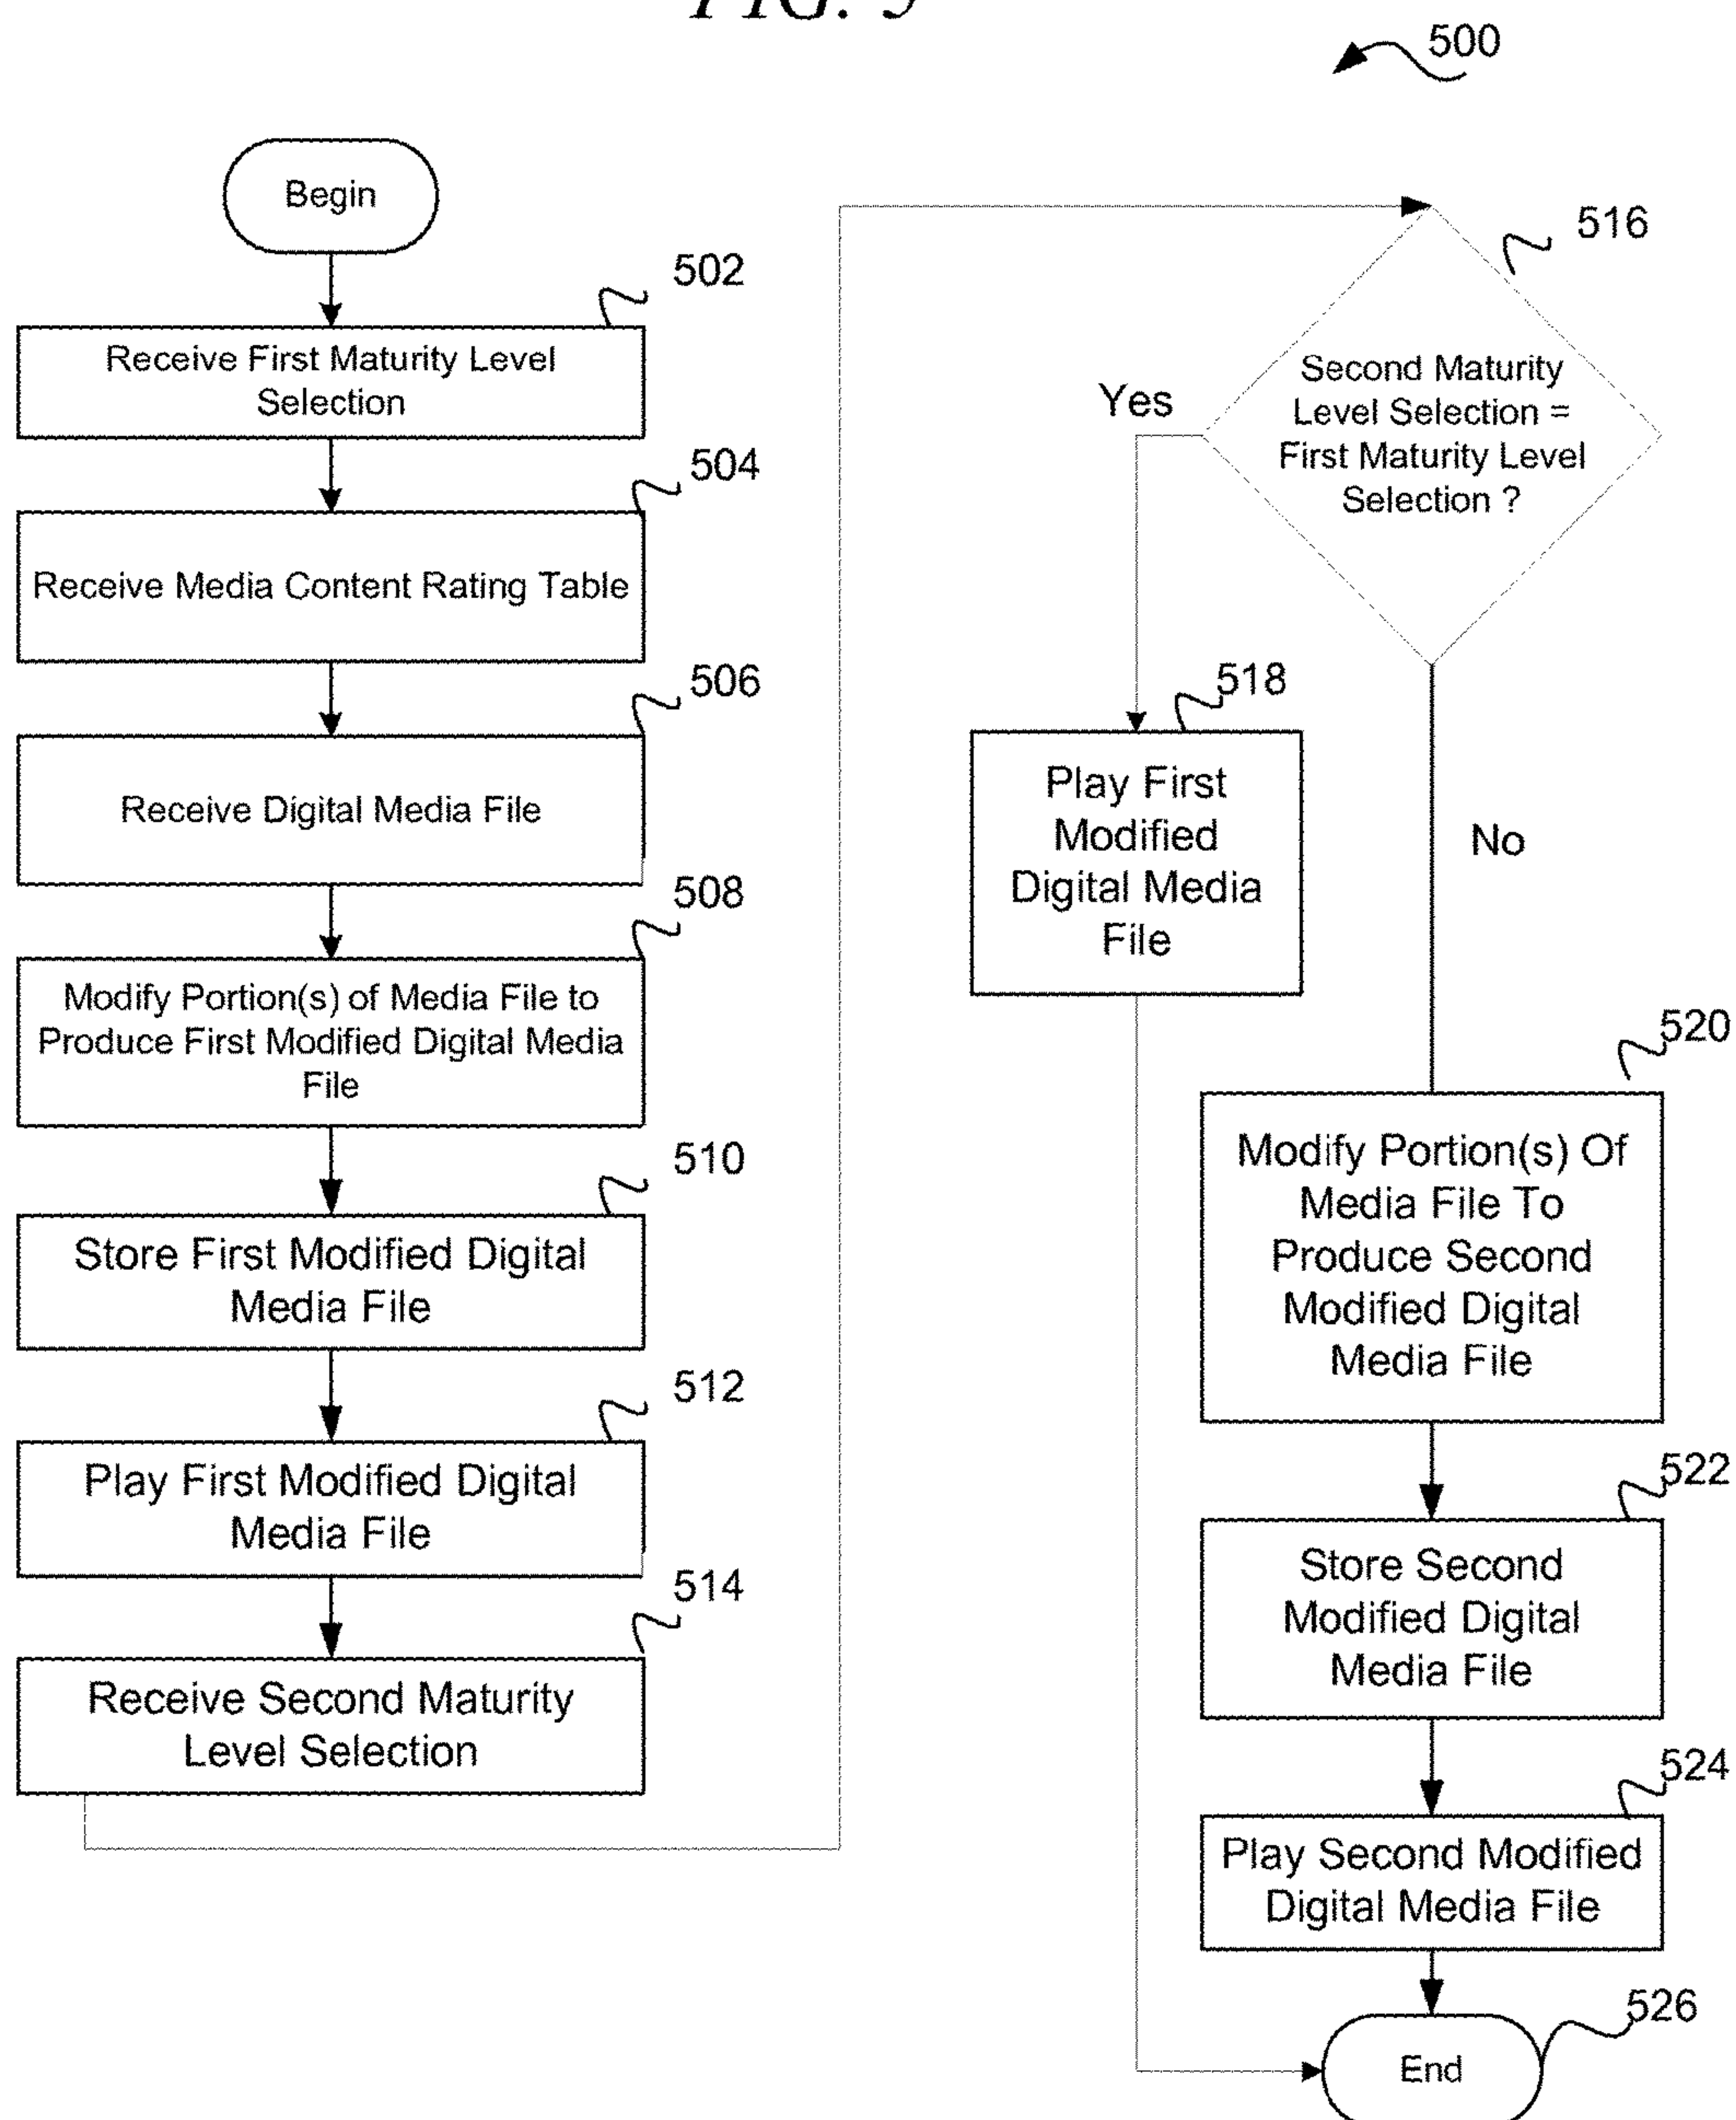 FIG. 5
500
Begin
502
Receive First Maturity Level
Selection
504
Receive Media Content Rating Table
506
Receive Digital Media File
508
Modify Portion(s) of Media File to
Produce First Modified Digital Media
File
510
Store First Modified Digital
Media File
512
Play First Modified Digital
Media File
514
Receive Second Maturity
Level Selection
516
Second Maturity
Level Selection =
First Maturity Level
Selection ?
Yes
No
518
Play First
Modified
Digital Media
File
520
Modify Portion(s) Of
Media File To
Produce Second
Modified Digital
Media File
522
Store Second
Modified Digital
Media File
524
Play Second Modified
Digital Media File
526
End